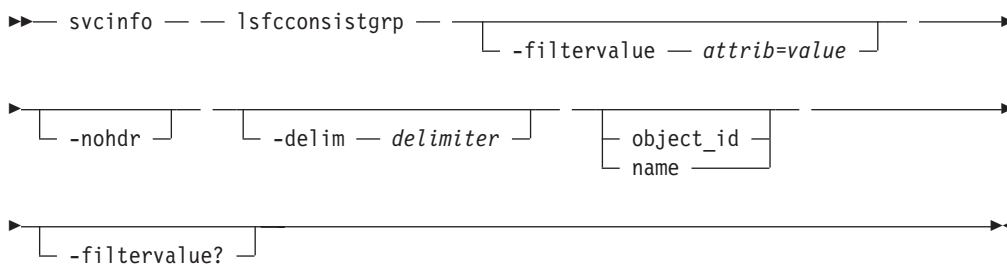 svcinfo lsfcconsistgrp
-filtervalue attrib=value
-nohdr -delim delimiter object_id
name
-filtervalue?